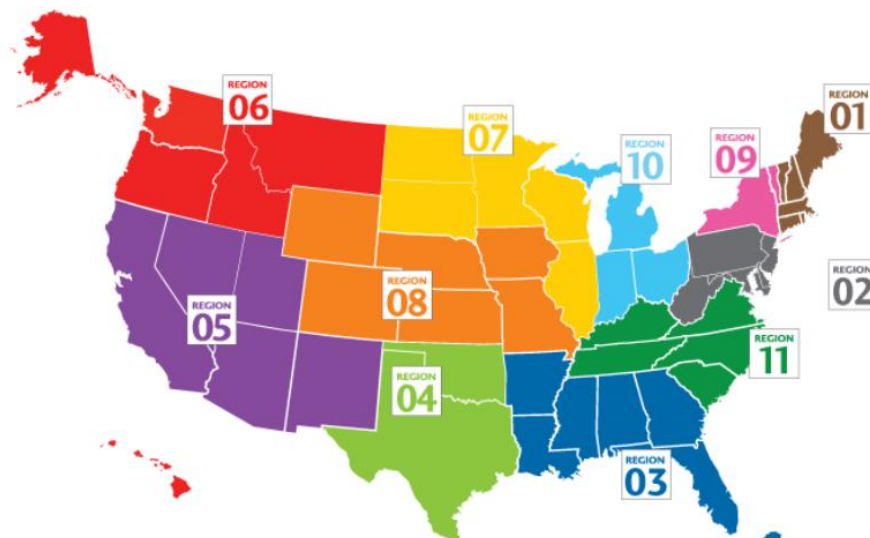 REGION
06
REGION
07
REGION
10
REGION
09
REGION
01
REGION
02
REGION
08
REGION
05
REGION
11
REGION
04
REGION
03